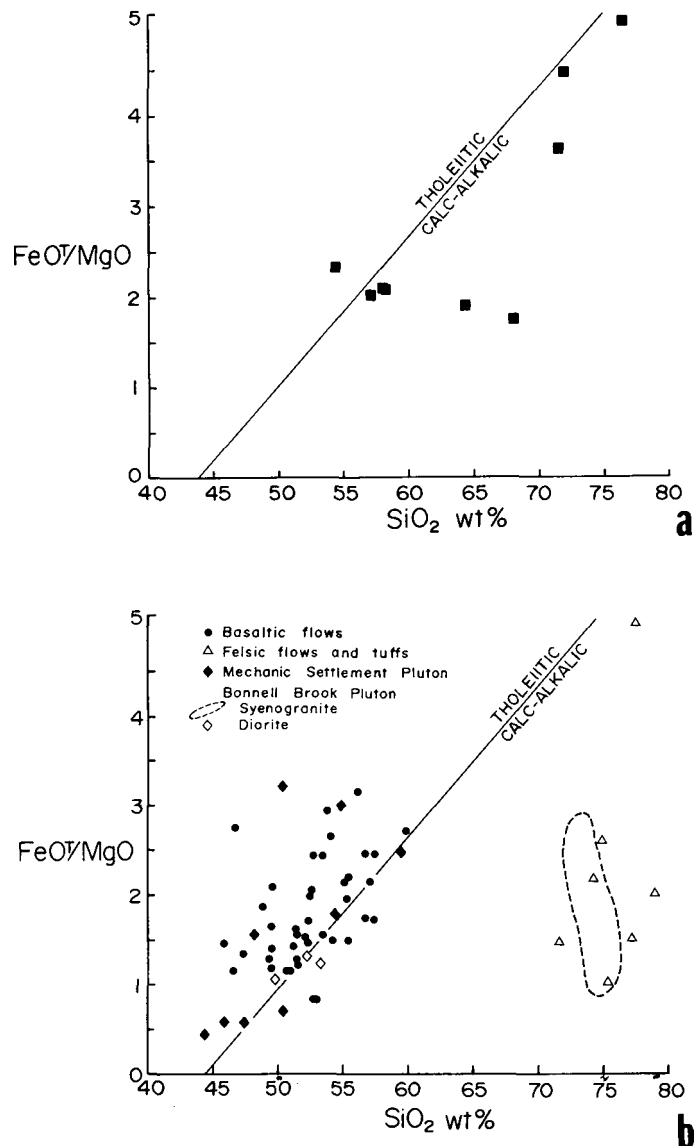 5
4
3
2
1
0
FeOT/MgO
THOLEIITIC
CALC-ALKALIC
40 45 50 55 60 65 70 75 80
SiO2 wt%
a
5
4
3
2
1
0
FeOT/MgO
Basaltic flows
Felsic flows and tuffs
Mechanic Settlement Pluton
Bonnell Brook Pluton
Syenogranite
Diorite
THOLEIITIC
CALC-ALKALIC
40 45 50 55 60 65 70 75 80
SiO2 wt%
b